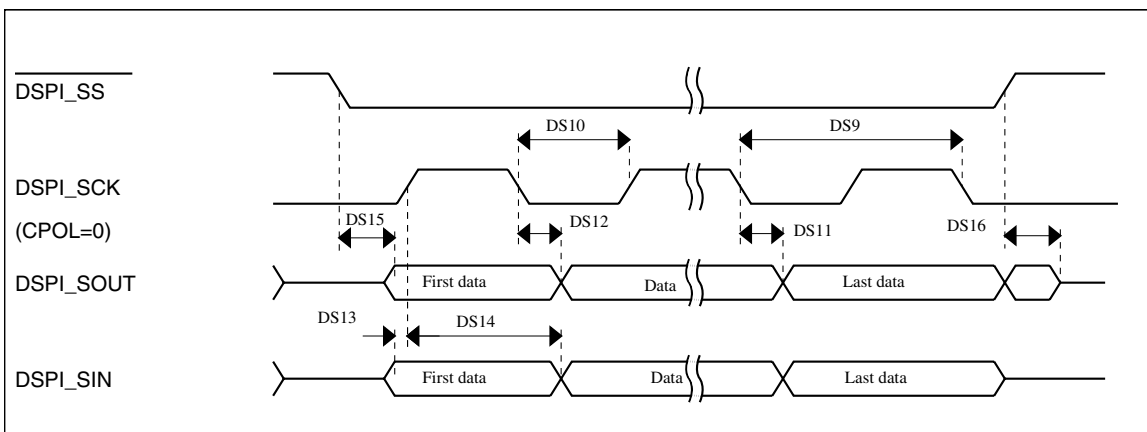 DSPI_SS
DS10
DS9
DSPI_SCK
(CPOL=0)
DS15
DS12
DS11
DS16
DSPI_SOUT
First data
Data
Last data
DS13
DS14
DSPI_SIN
First data
Data
Last data